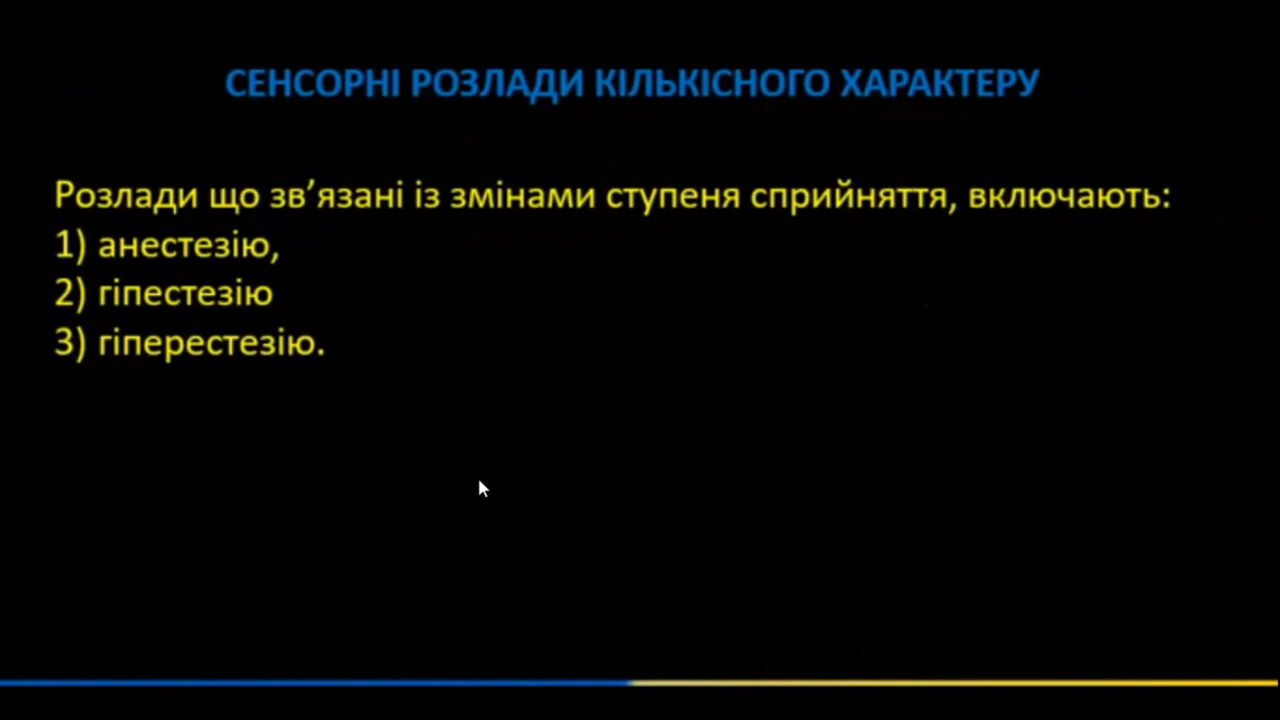 СЕНСОРНІ РОЗЛАДИ КІЛЬКІСНОГО ХАРАКТЕРУ
Розлади що зв’язані із змінами ступеня сприйняття, включають:
1) анестезію,
2) гіпестезію
3) гіперестезію.